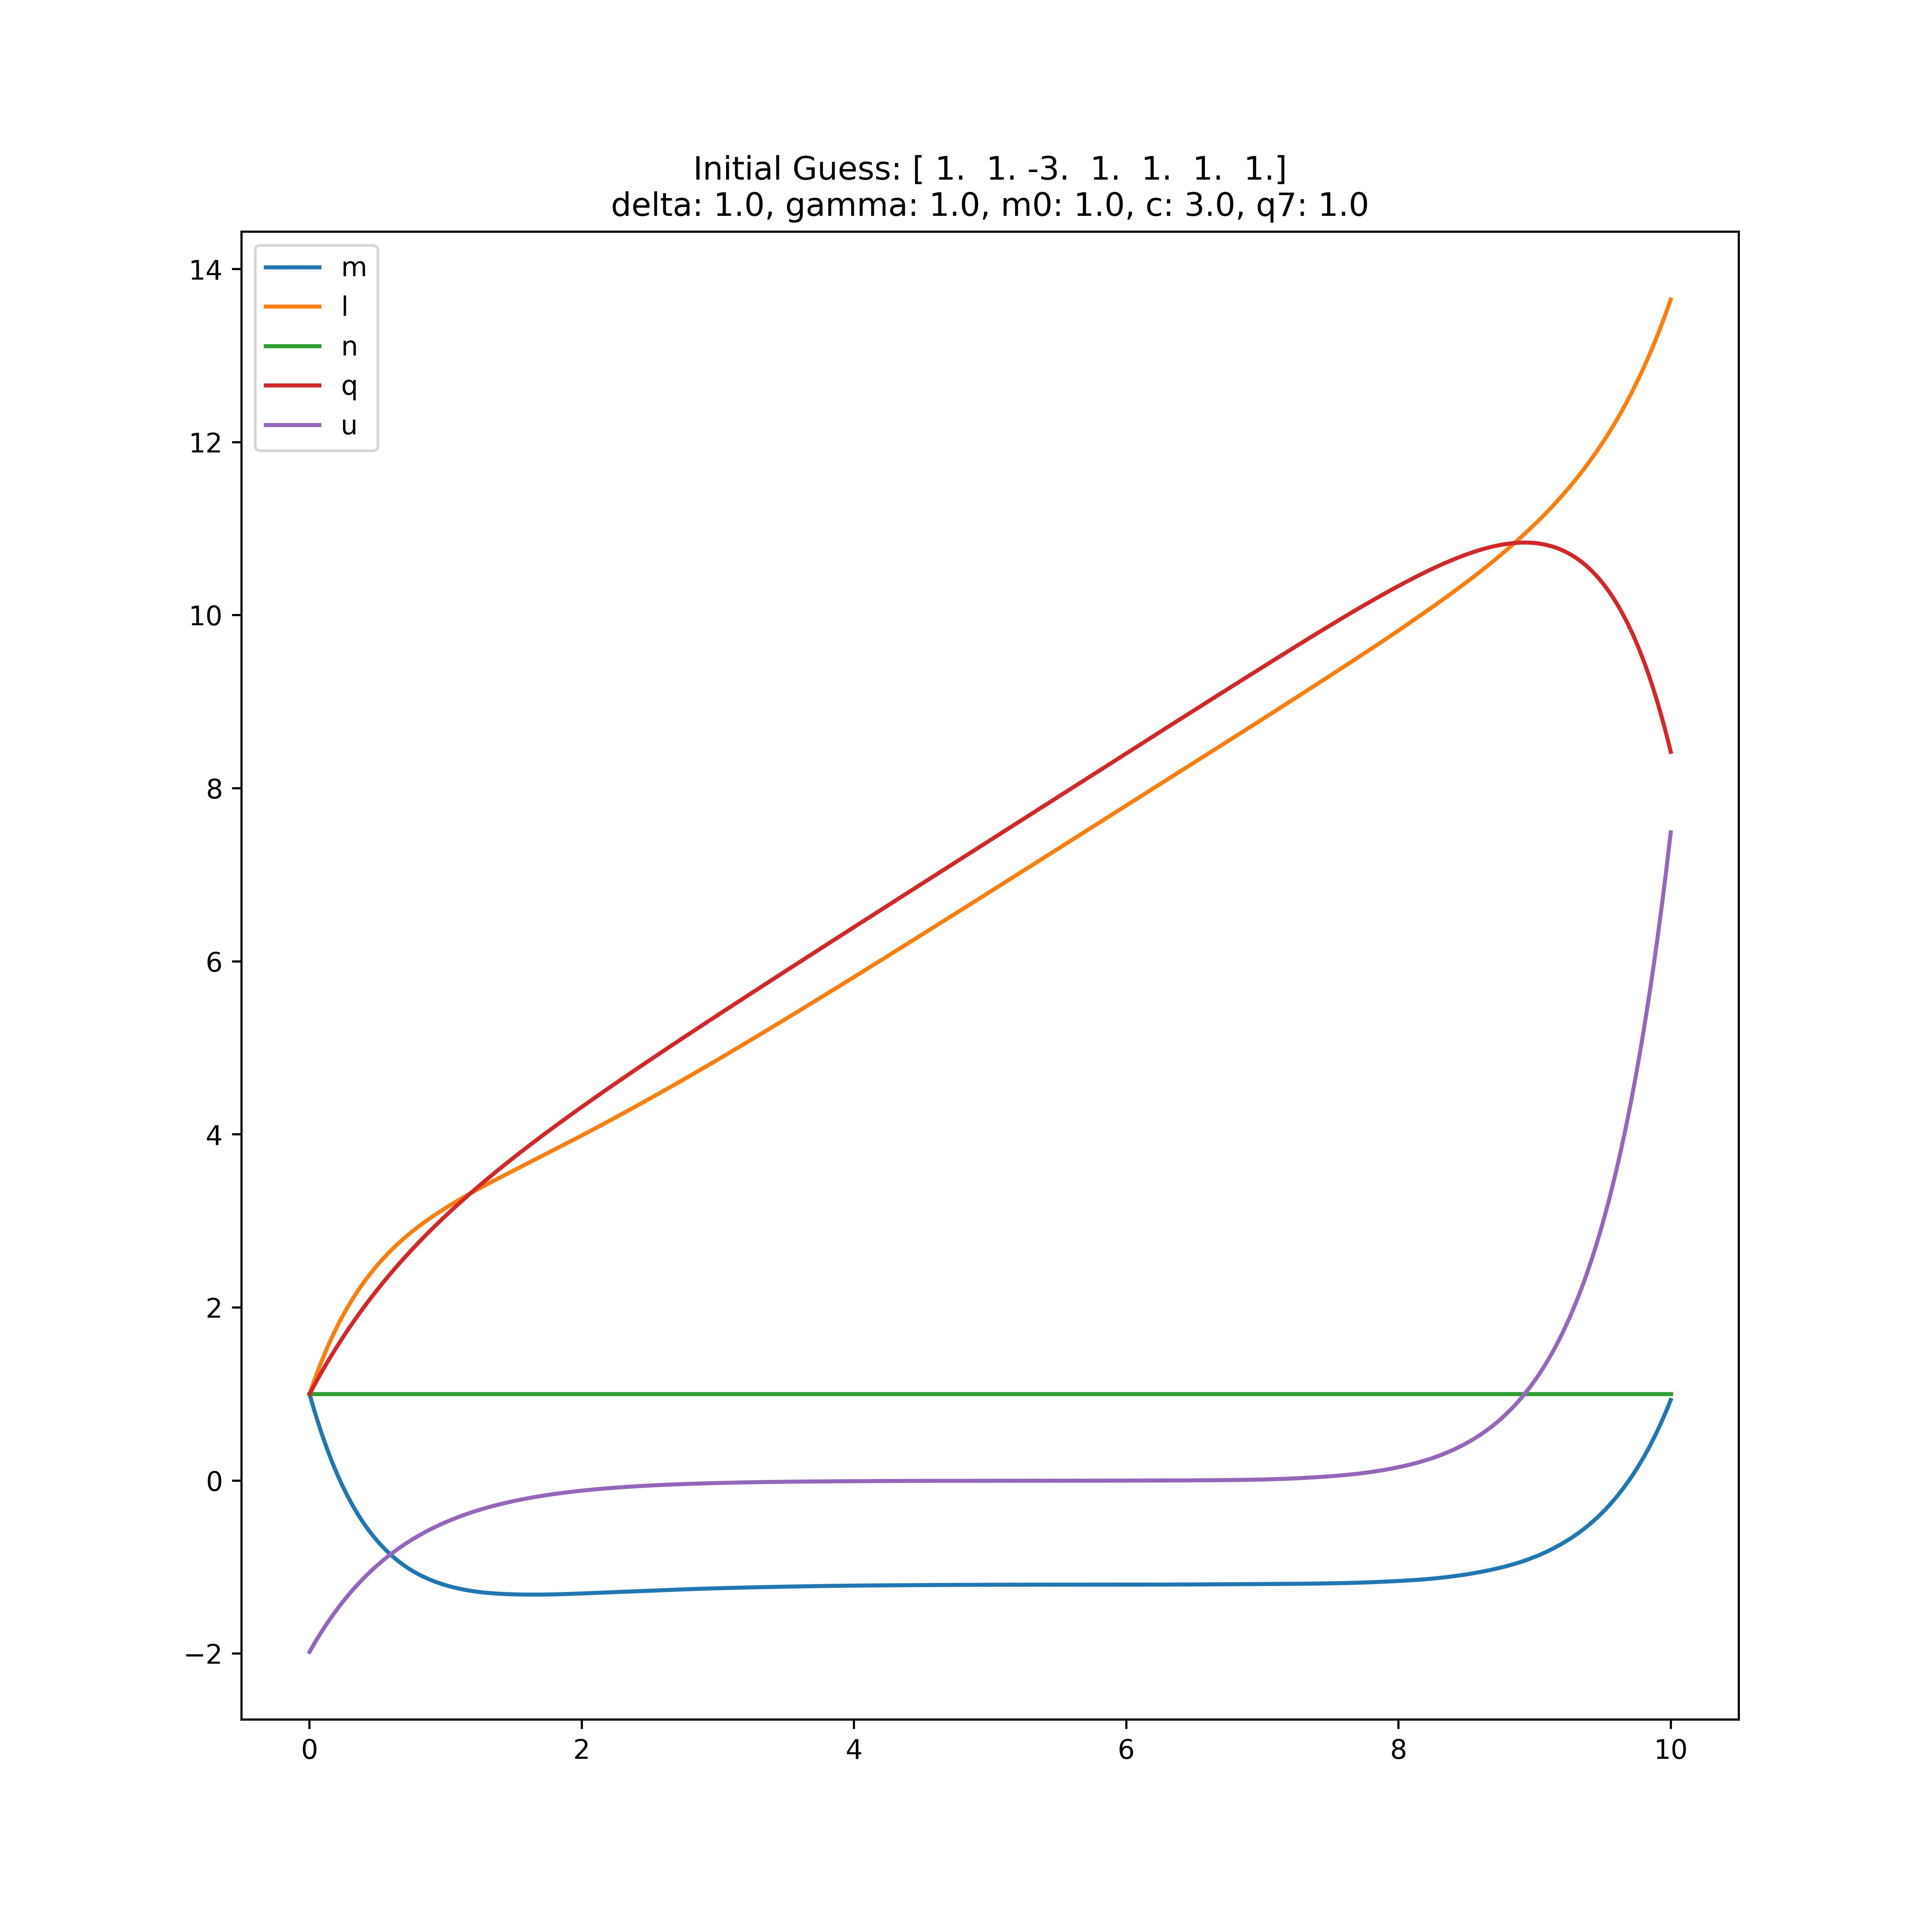 Initial Guess: [ 1.  1. -3.  1.  1.  1.  1.]
delta: 1.0, gamma: 1.0, m0: 1.0, c: 3.0, q7: 1.0
m
l
n
q
u
14
12
10
8
6
4
2
0
−2
0 2 4 6 8 10